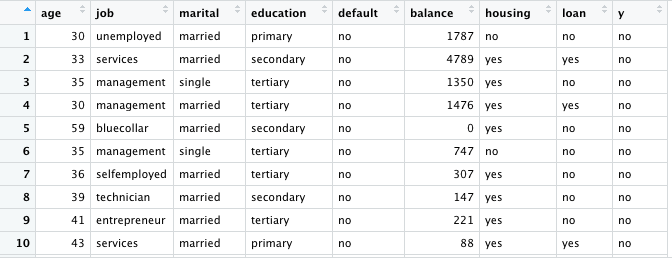 age job marital education default balance housing loan y
1 30 unemployed married primary no 1787 no no no
2 33 services married secondary no 4789 yes yes no
3 35 management single tertiary no 1350 yes no no
4 30 management married tertiary no 1476 yes yes no
5 59 bluecollar married secondary no 0 yes no no
6 35 management single tertiary no 747 no no no
7 36 selfemployed married tertiary no 307 yes no no
8 39 technician married secondary no 147 yes no no
9 41 entrepreneur married tertiary no 221 yes no no
10 43 services married primary no 88 yes yes no